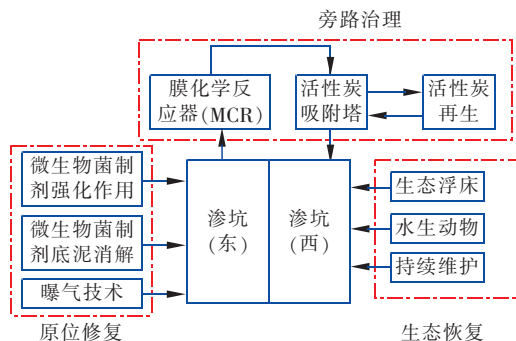 旁路治理
膜化学反
应器(MCR)
活性炭
吸附塔
活性炭
再生
微生物菌制
剂强化作用
微生物菌制
剂底泥消解
曝气技术
原位修复
渗坑
(东)
渗坑
(西)
生态浮床
水生动物
持续维护
生态恢复